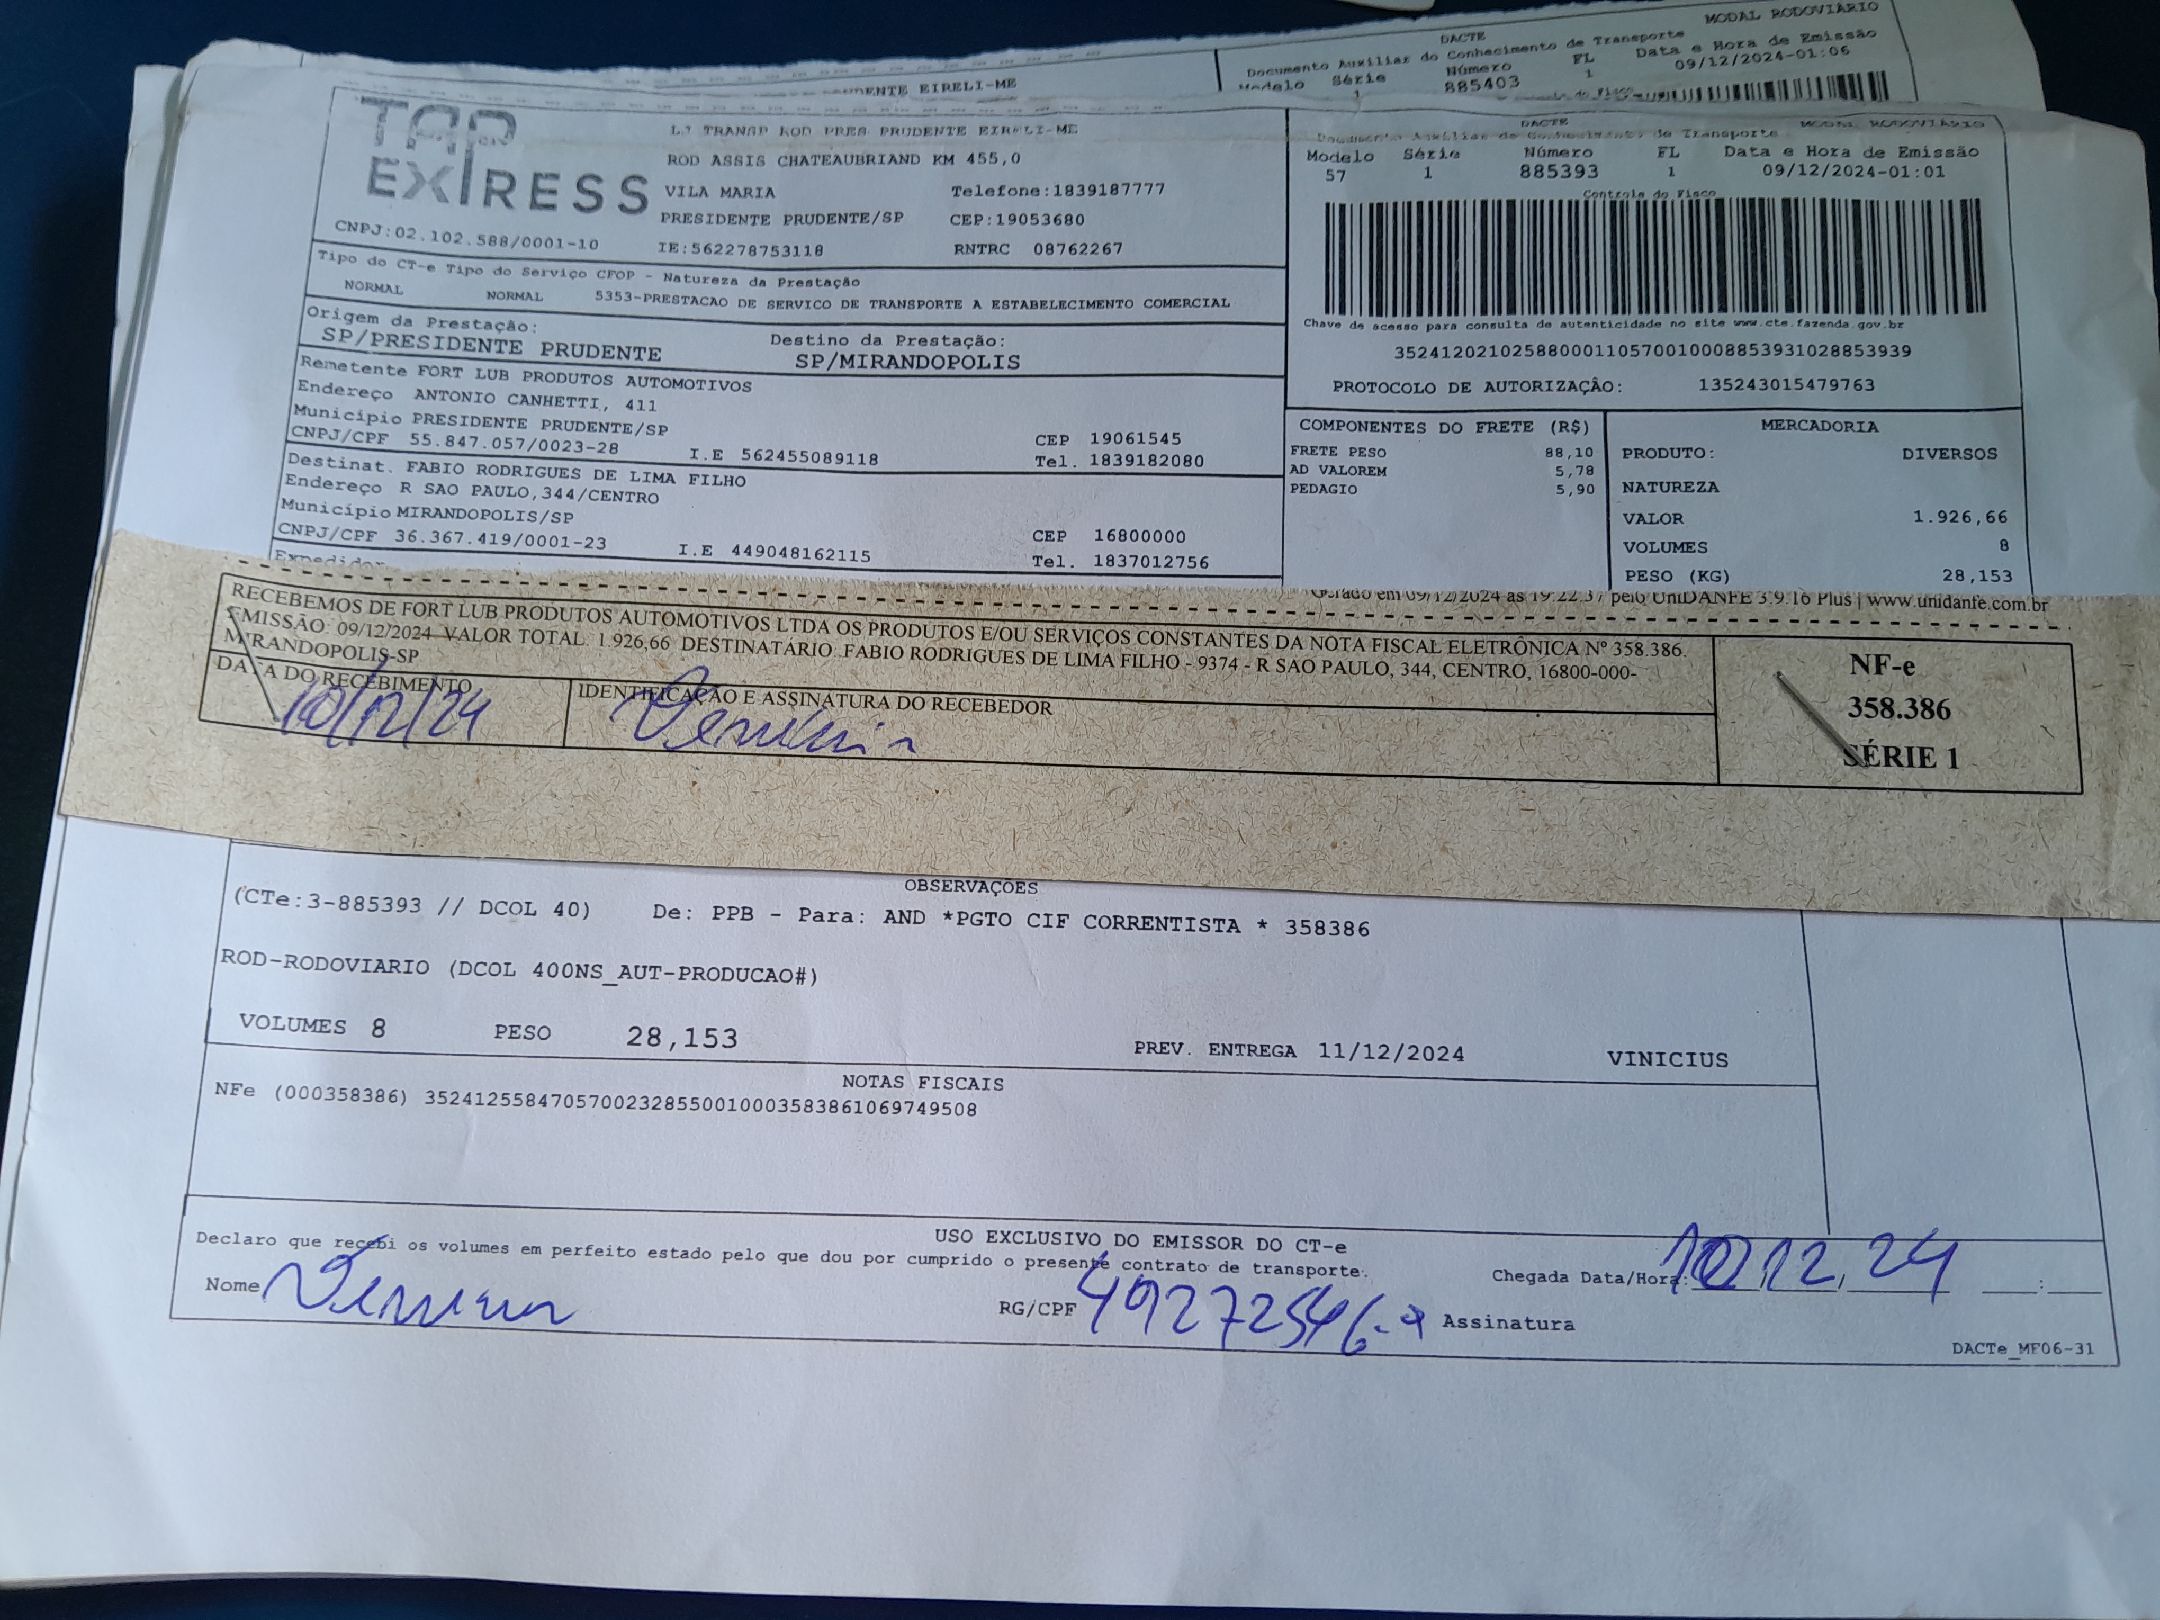 MODAL RODOVIÁRIO
DACTE
Documento Auxiliar do Conhecimento de Transporte
Modelo Série Número FL Data e Hora de Emissão
1 885403 1 09/12/2024-01:06
EIRELI-ME
TAP EXPRESS
CNPJ:02.102.588/0001-10
LJ TRANSP ROD PRES PRUDENTE EIRELI-ME
ROD ASSIS CHATEAUBRIAND KM 455,0
VILA MARIA Telefone:1839187777
PRESIDENTE PRUDENTE/SP CEP:19053680
IE:562278753118 RNTRC 08762267
DACTE MODAL RODOVIÁRIO
Documento Auxiliar do Conhecimento de Transporte
Modelo Série Número FL Data e Hora de Emissão
57 1 885393 1 09/12/2024-01:01
Controle do Fisco
Chave de acesso para consulta de autenticidade no site www.cte.fazenda.gov.br
35241202102588000110570010008853931028853939
PROTOCOLO DE AUTORIZAÇÃO: 135243015479763
Tipo do CT-e Tipo do Serviço CFOP - Natureza da Prestação
NORMAL NORMAL 5353-PRESTACAO DE SERVICO DE TRANSPORTE A ESTABELECIMENTO COMERCIAL
Origem da Prestação: Destino da Prestação:
SP/PRESIDENTE PRUDENTE SP/MIRANDOPOLIS
Remetente FORT LUB PRODUTOS AUTOMOTIVOS
Endereço ANTONIO CANHETTI, 411
Município PRESIDENTE PRUDENTE/SP CEP 19061545
CNPJ/CPF 55.847.057/0023-28 I.E 562455089118 Tel. 1839182080
Destinat. FABIO RODRIGUES DE LIMA FILHO
Endereço R SAO PAULO,344/CENTRO
Município MIRANDOPOLIS/SP CEP 16800000
CNPJ/CPF 36.367.419/0001-23 I.E 449048162115 Tel. 1837012756
Expedidor
COMPONENTES DO FRETE (R$)
FRETE PESO 88,10
AD VALOREM 5,78
PEDAGIO 5,90
MERCADORIA
PRODUTO: DIVERSOS
NATUREZA
VALOR 1.926,66
VOLUMES 8
PESO (KG) 28,153
Gerado em 09/12/2024 as 19:22:37 pelo UniDANFE 3.9.16 Plus | www.unidanfe.com.br
RECEBEMOS DE FORT LUB PRODUTOS AUTOMOTIVOS LTDA OS PRODUTOS E/OU SERVIÇOS CONSTANTES DA NOTA FISCAL ELETRÔNICA Nº 358.386.
EMISSÃO: 09/12/2024 VALOR TOTAL: 1.926,66 DESTINATÁRIO: FABIO RODRIGUES DE LIMA FILHO - 9374 - R SAO PAULO, 344, CENTRO, 16800-000-
MIRANDOPOLIS-SP
DATA DO RECEBIMENTO IDENTIFICAÇÃO E ASSINATURA DO RECEBEDOR
10/12/24
NF-e
358.386
SÉRIE 1
OBSERVAÇÕES
(CTe:3-885393 // DCOL 40) De: PPB - Para: AND *PGTO CIF CORRENTISTA * 358386
ROD-RODOVIARIO (DCOL 400NS_AUT-PRODUCAO#)
VOLUMES 8 PESO 28,153 PREV. ENTREGA 11/12/2024 VINICIUS
NOTAS FISCAIS
NFe (000358386) 35241255847057002328550010003583861069749508
USO EXCLUSIVO DO EMISSOR DO CT-e
Declaro que recebi os volumes em perfeito estado pelo que dou por cumprido o presente contrato de transporte.
Chegada Data/Hora: 10,12,24 :
Nome RG/CPF Assinatura
DACTe_MF06-31